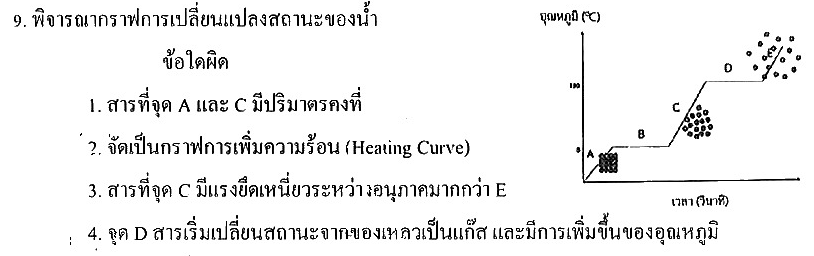 9. พิจารณากราฟการเปลี่ยนแปลงสถานะของน้ำ
ข้อใดผิด
1. สารที่จุด A และ C มีปริมาตรคงที่
2. จัดเป็นกราฟการเพิ่มความร้อน (Heating Curve)
3. สารที่จุด C มีแรงยึดเหนี่ยวระหว่างอนุภาคมากกว่า E
4. จุด D สารเริ่มเปลี่ยนสถานะจากของเหลวเป็นแก๊ส และมีการเพิ่มขึ้นของอุณหภูมิ
อุณหภูมิ (°C)
E
D
100
C
B
A
0
เวลา (วินาที)